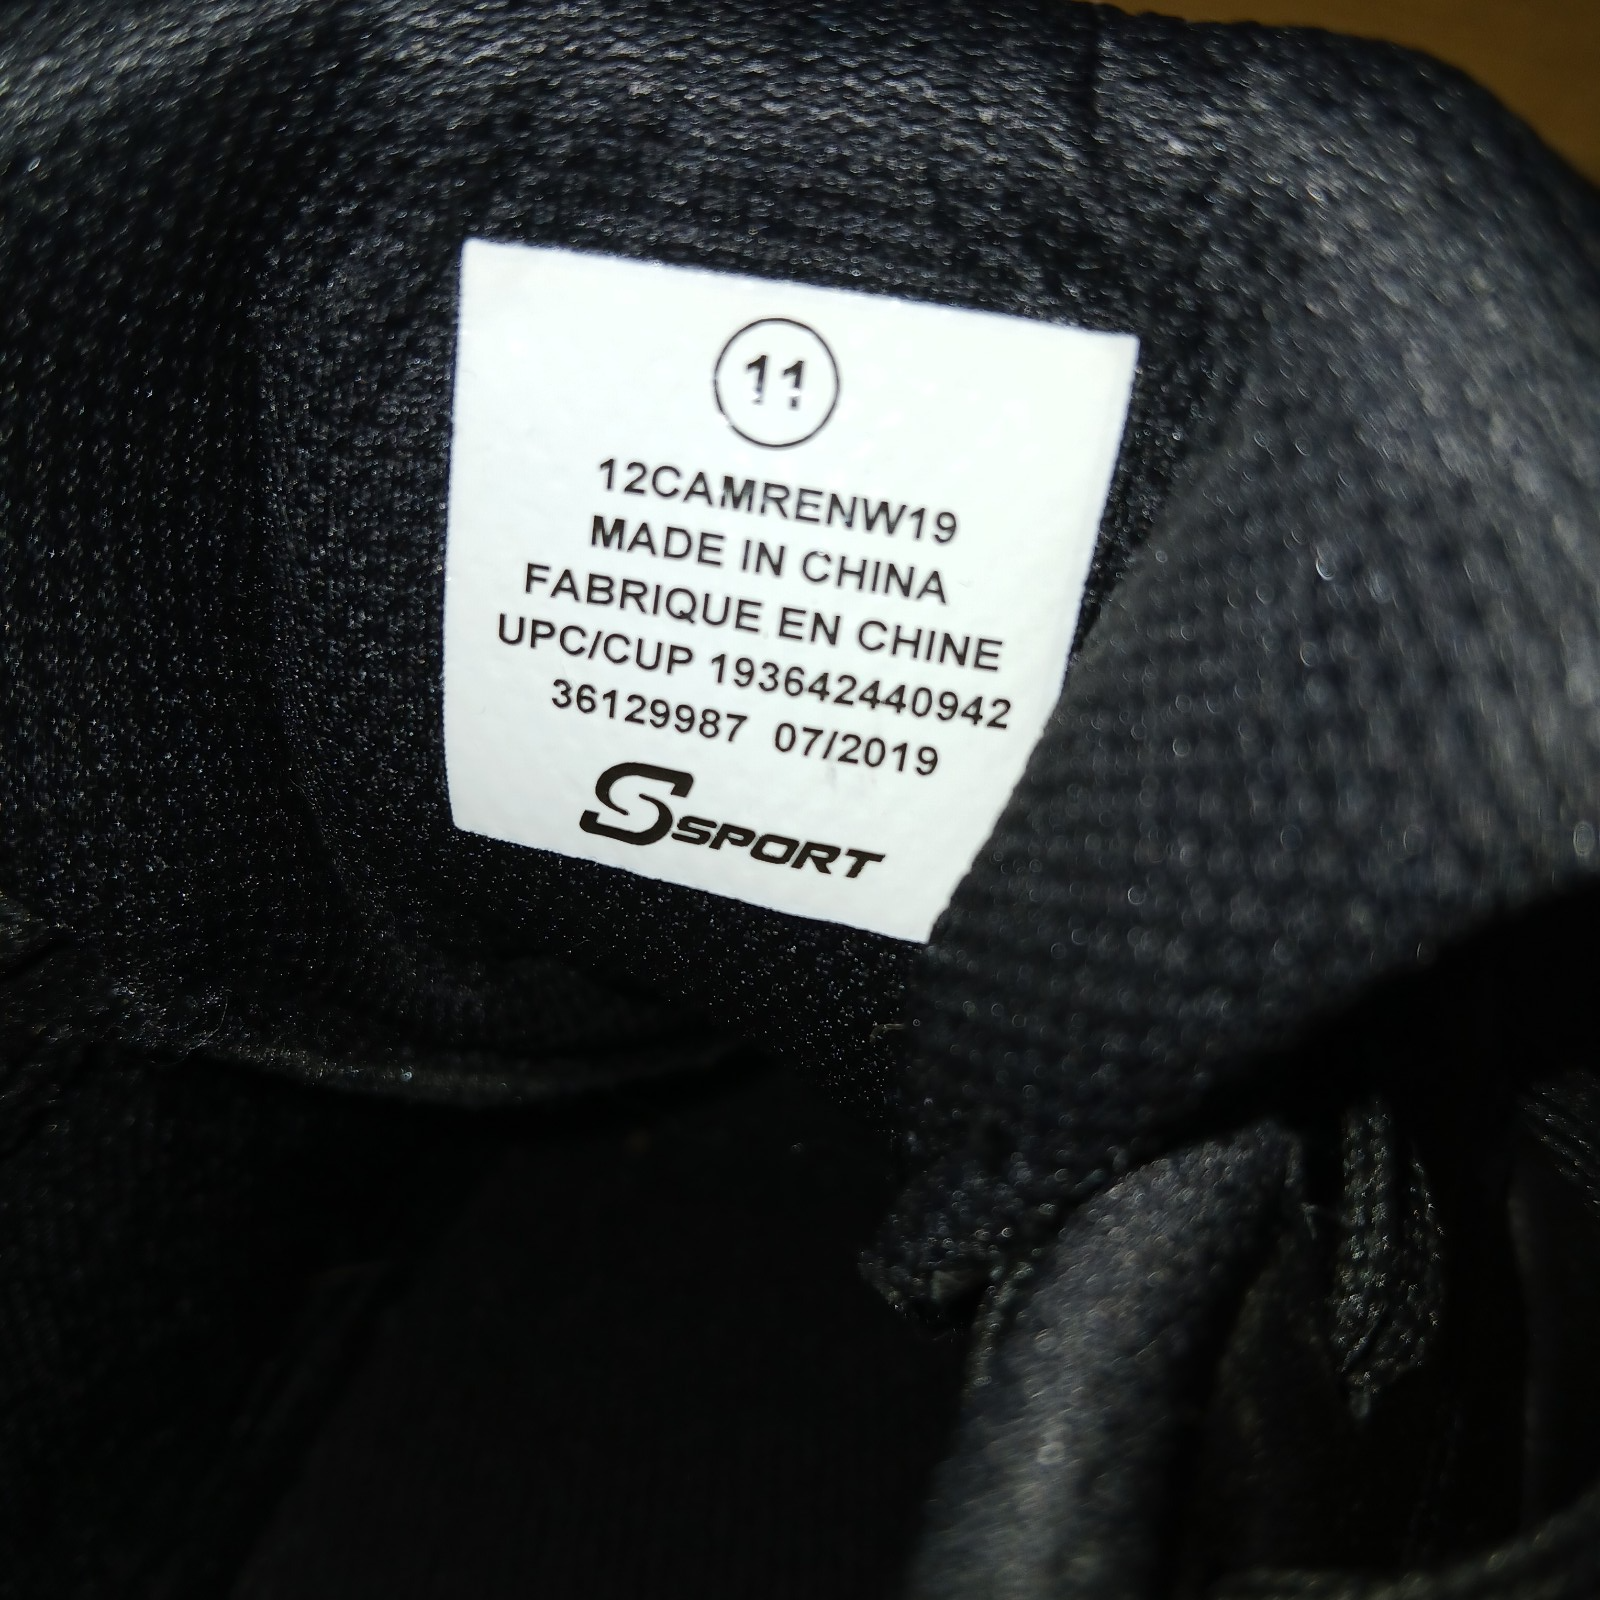 11
12CAMRENW19
MADE IN CHINA
FABRIQUE EN CHINE
UPC/CUP 193642440942
36129987 07/2019
S SPORT